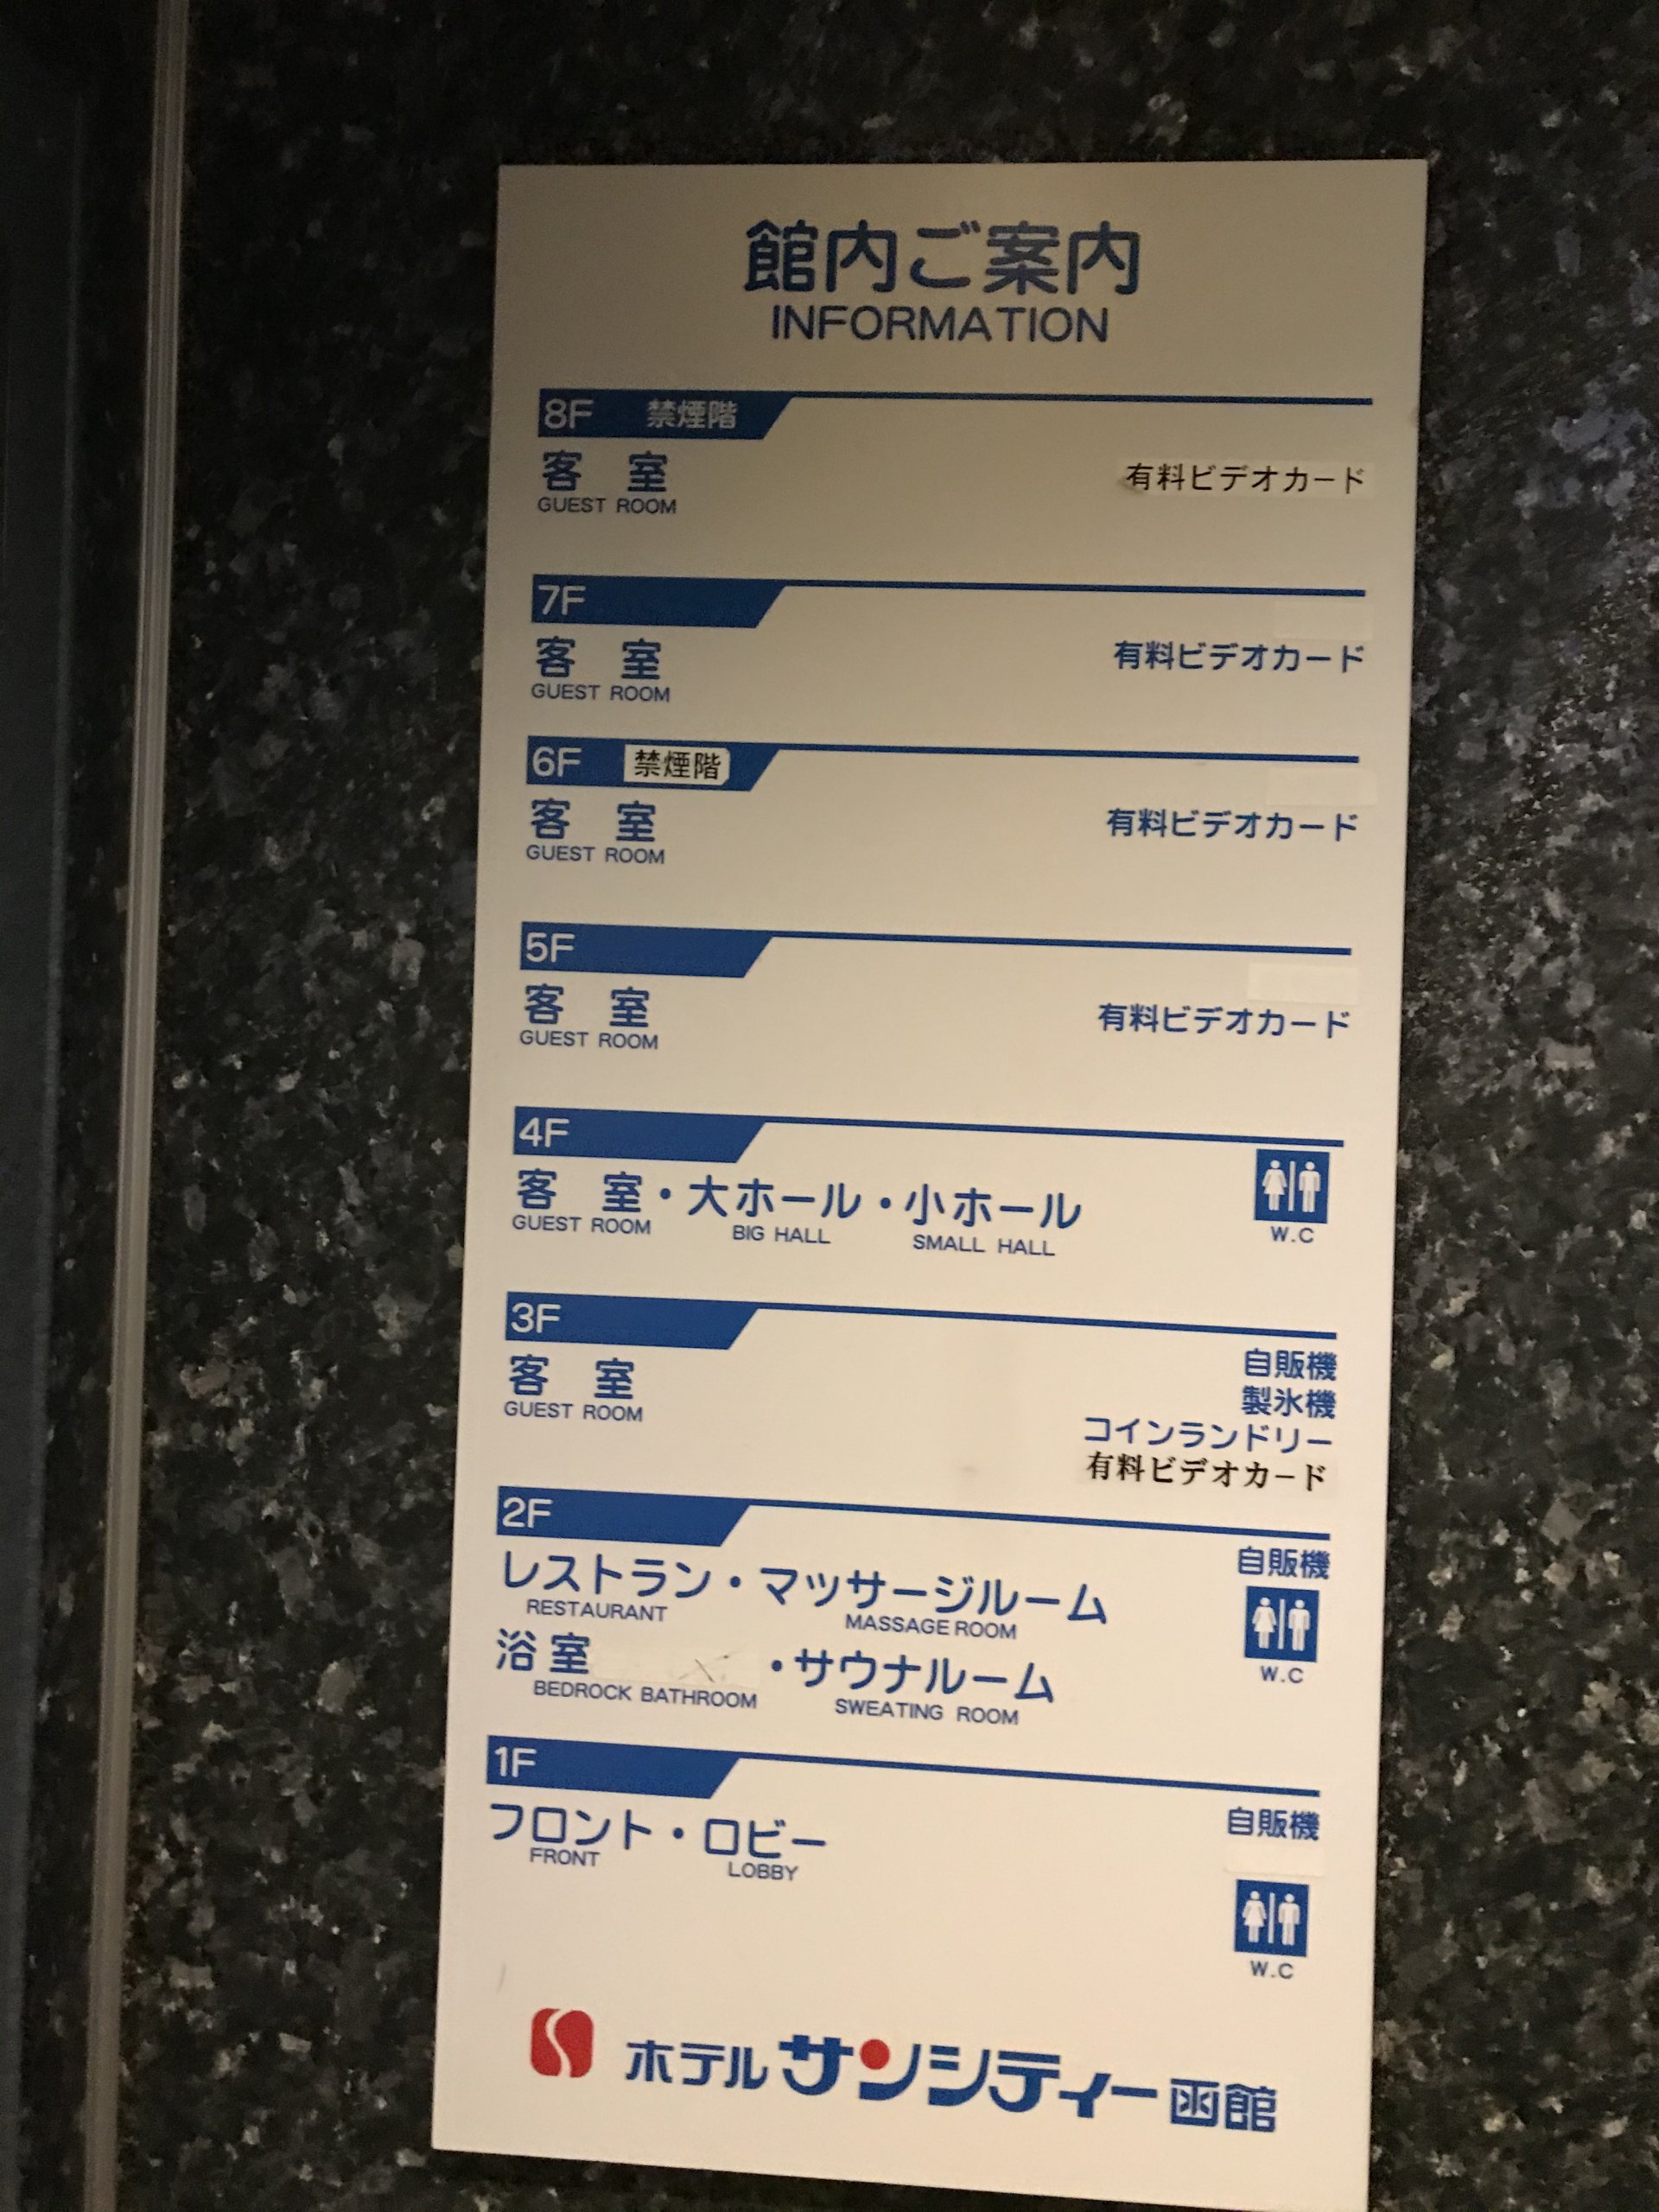 館内ご案内
INFORMATION
8F 禁煙階
客 室 有料ビデオカード
GUEST ROOM
7F
客 室 有料ビデオカード
GUEST ROOM
6F 禁煙階
客 室 有料ビデオカード
GUEST ROOM
5F
客 室 有料ビデオカード
GUEST ROOM
4F
客 室・大ホール・小ホール
GUEST ROOM BIG HALL SMALL HALL
W.C
3F
客 室
GUEST ROOM
自販機
製氷機
コインランドリー
有料ビデオカード
2F
自販機
レストラン・マッサージルーム
RESTAURANT MASSAGE ROOM
浴室 ・サウナルーム
BEDROCK BATHROOM SWEATING ROOM
W.C
1F
自販機
フロント・ロビー
FRONT LOBBY
W.C
ホテル サンシティー函館